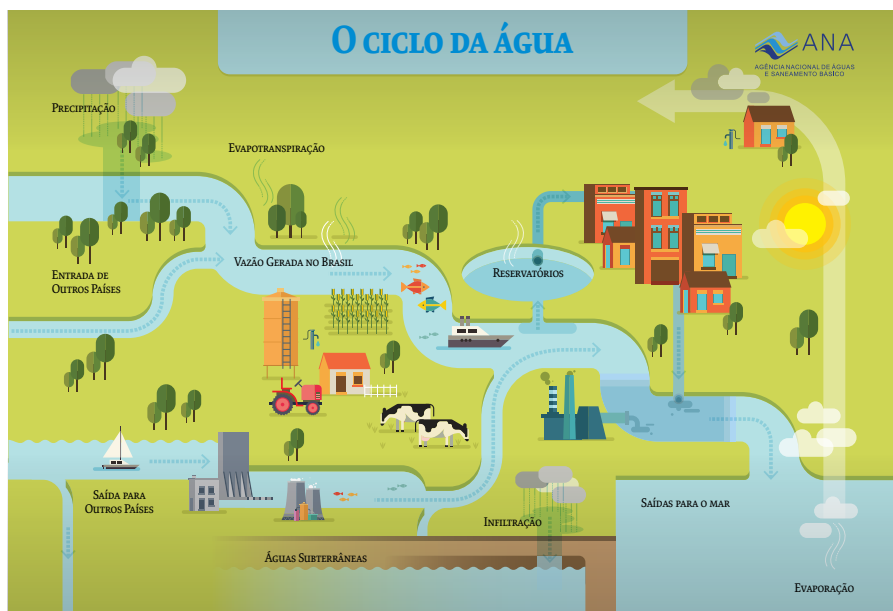 O CICLO DA ÁGUA
ANA
AGÊNCIA NACIONAL DE ÁGUAS
E SANEAMENTO BÁSICO
PRECIPITAÇÃO
EVAPOTRANSPIRAÇÃO
VAZÃO GERADA NO BRASIL
ENTRADA DE
OUTROS PAÍSES
RESERVATÓRIOS
SAÍDA PARA
OUTROS PAÍSES
INFILTRAÇÃO
SAÍDAS PARA O MAR
ÁGUAS SUBTERRÂNEAS
EVAPORAÇÃO